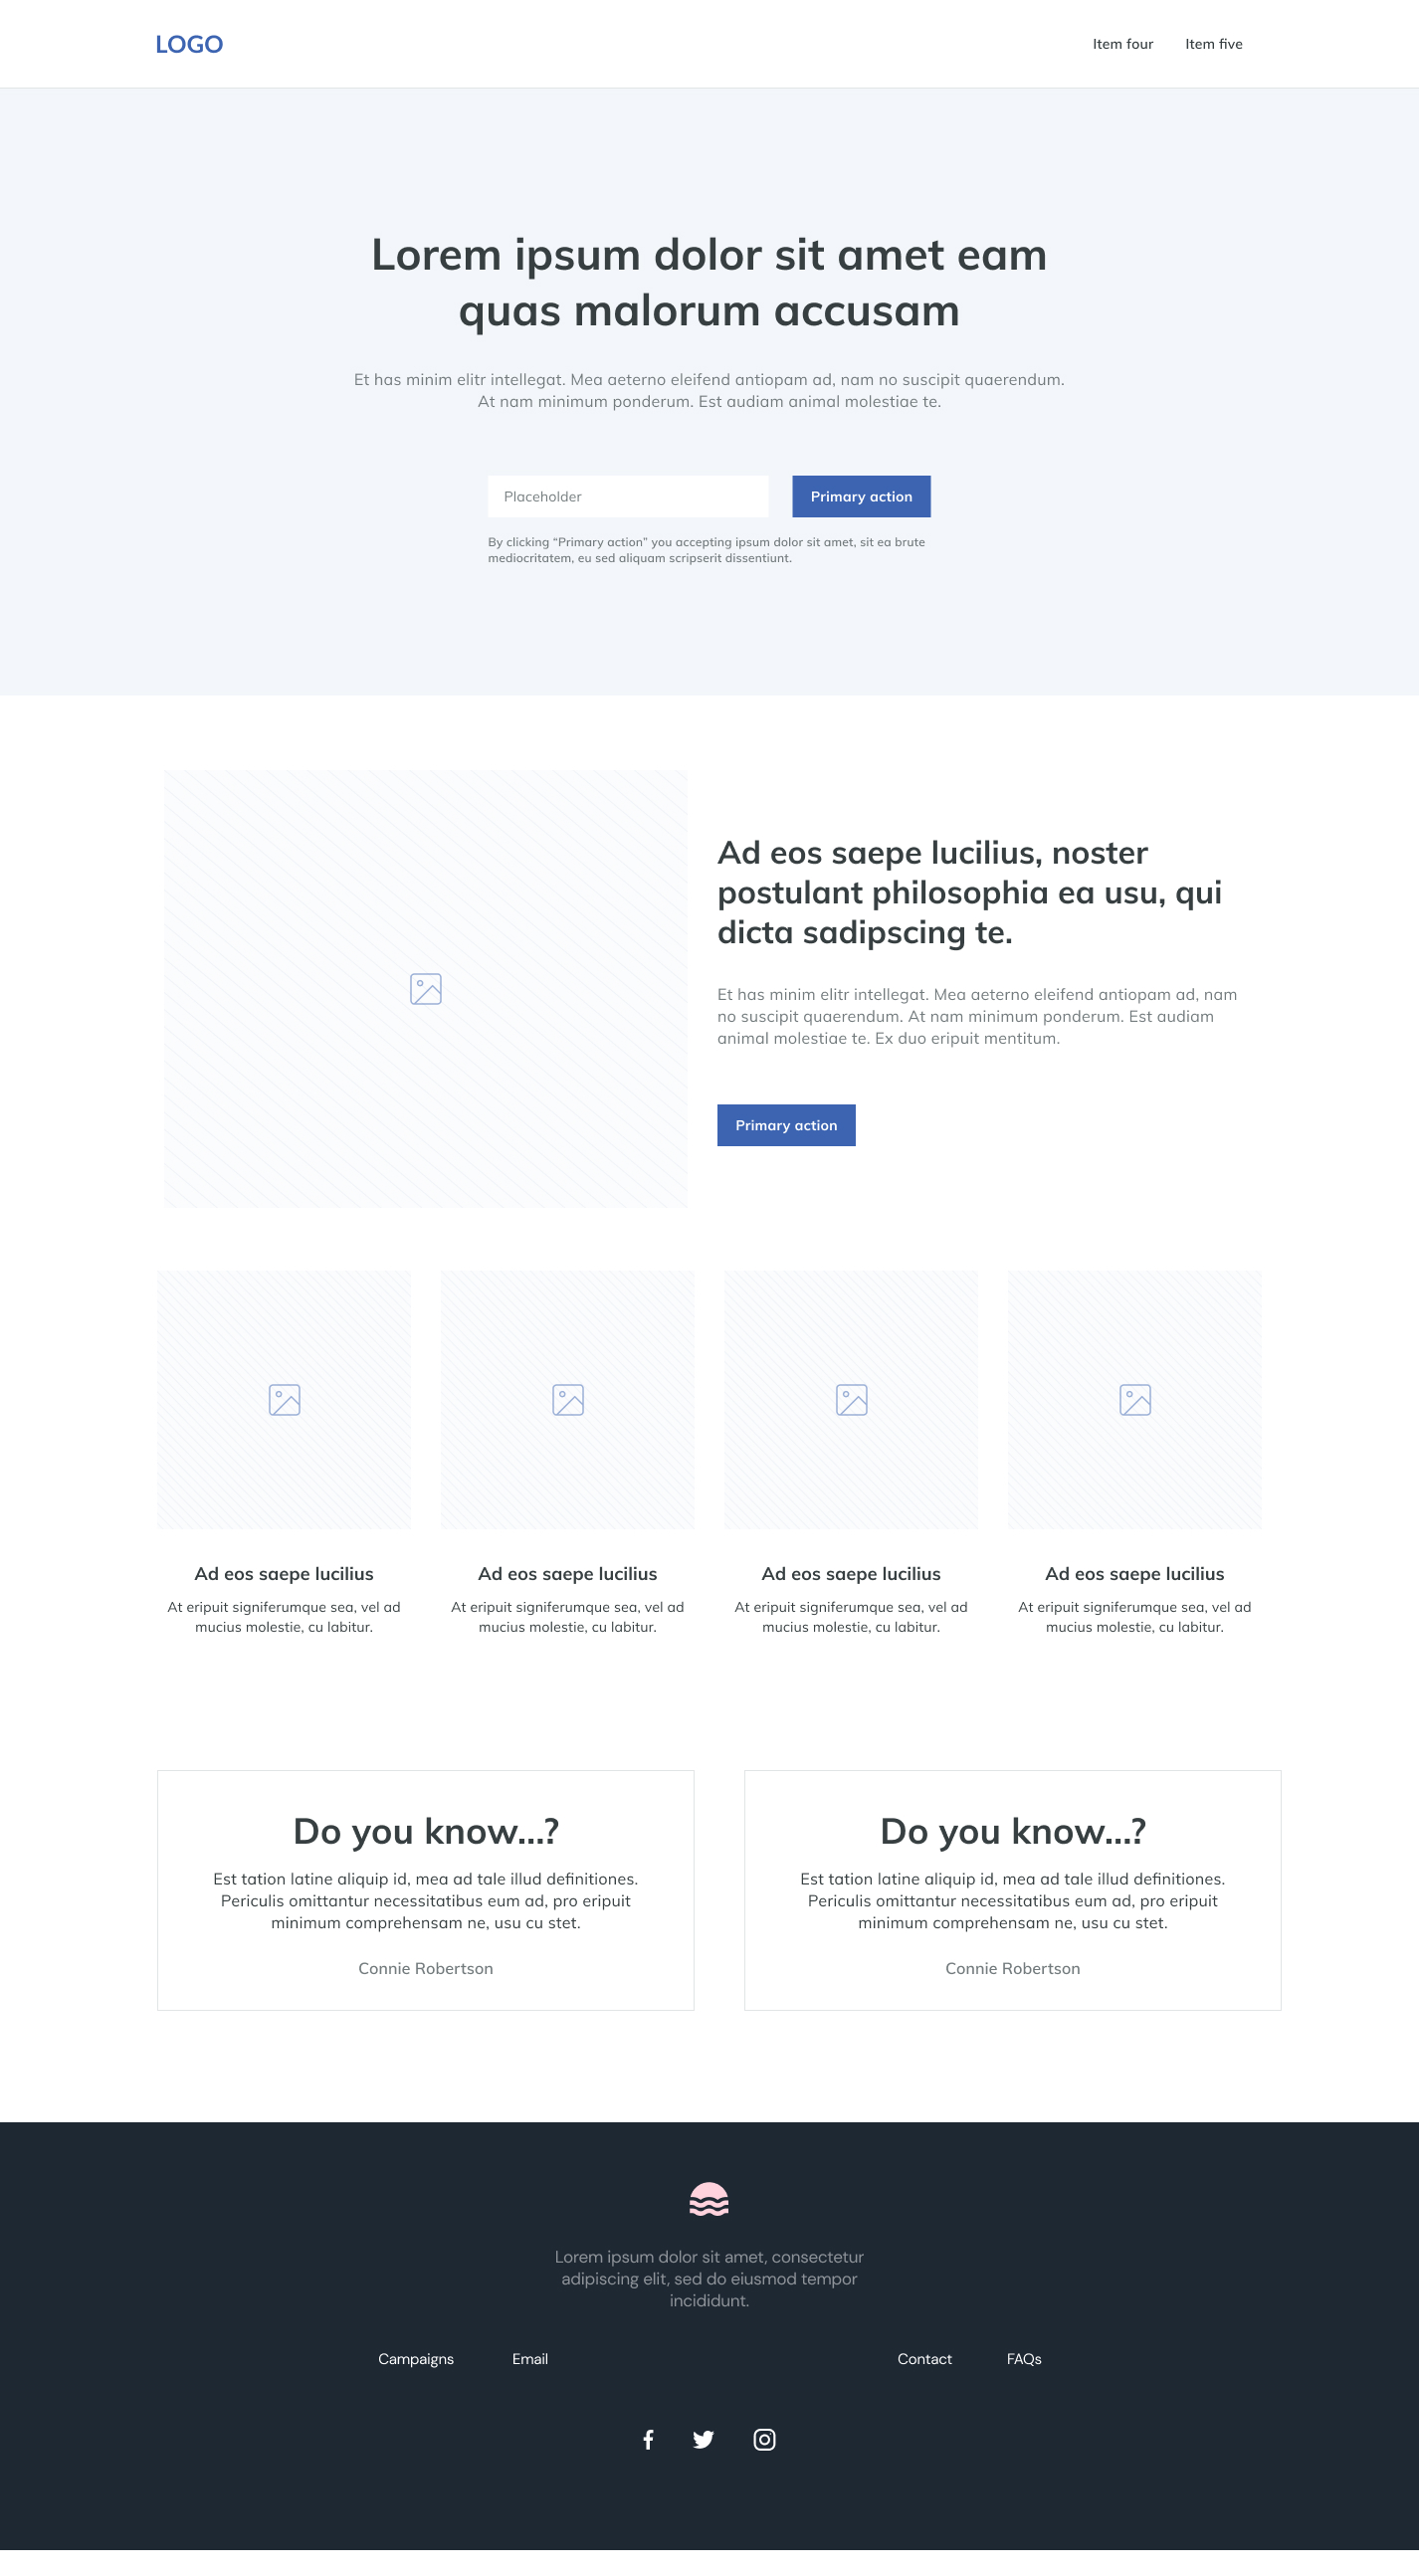 LOGO
Item four
Item five
Lorem ipsum dolor sit amet eam
quas malorum accusam
Et has minim elitr intellegat. Mea aeterno eleifend antiopam ad, nam no suscipit quaerendum.
At nam minimum ponderum. Est audiam animal molestiae te.
Placeholder
Primary action
By clicking “Primary action” you accepting ipsum dolor sit amet, sit ea brute
mediocritatem, eu sed aliquam scripserit dissentiunt.
Ad eos saepe lucilius, noster
postulant philosophia ea usu, qui
dicta sadipscing te.
Et has minim elitr intellegat. Mea aeterno eleifend antiopam ad, nam
no suscipit quaerendum. At nam minimum ponderum. Est audiam
animal molestiae te. Ex duo eripuit mentitum.
Primary action
Ad eos saepe lucilius
At eripuit signiferumque sea, vel ad
mucius molestie, cu labitur.
Ad eos saepe lucilius
At eripuit signiferumque sea, vel ad
mucius molestie, cu labitur.
Ad eos saepe lucilius
At eripuit signiferumque sea, vel ad
mucius molestie, cu labitur.
Ad eos saepe lucilius
At eripuit signiferumque sea, vel ad
mucius molestie, cu labitur.
Do you know...?
Est tation latine aliquip id, mea ad tale illud definitiones.
Periculis omittantur necessitatibus eum ad, pro eripuit
minimum comprehensam ne, usu cu stet.
Connie Robertson
Do you know...?
Est tation latine aliquip id, mea ad tale illud definitiones.
Periculis omittantur necessitatibus eum ad, pro eripuit
minimum comprehensam ne, usu cu stet.
Connie Robertson
Lorem ipsum dolor sit amet, consectetur
adipiscing elit, sed do eiusmod tempor
incididunt.
Campaigns
Email
Contact
FAQs